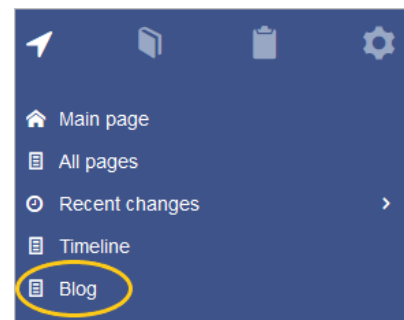 Main page
All pages
Recent changes
Timeline
Blog